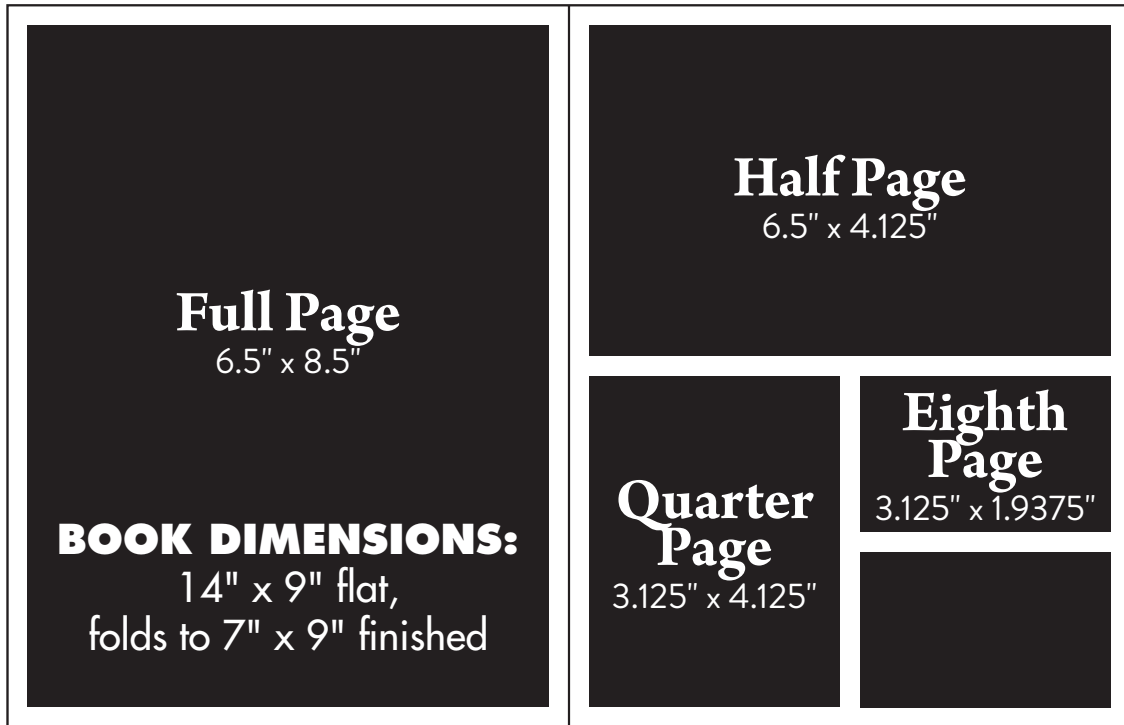 Full Page
6.5" x 8.5"
BOOK DIMENSIONS:
14" x 9" flat,
folds to 7" x 9" finished
Half Page
6.5" x 4.125"
Quarter
Page
3.125" x 4.125"
Eighth
Page
3.125" x 1.9375"